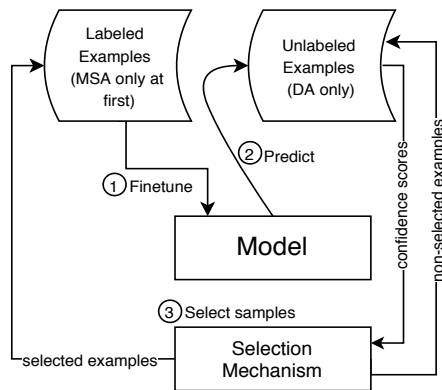 Labeled
Examples
(MSA only at
first)
Unlabeled
Examples
(DA only)
2 Predict
1 Finetune
Model
confidence scores
non-selected examples
3 Select samples
Selection
Mechanism
selected examples